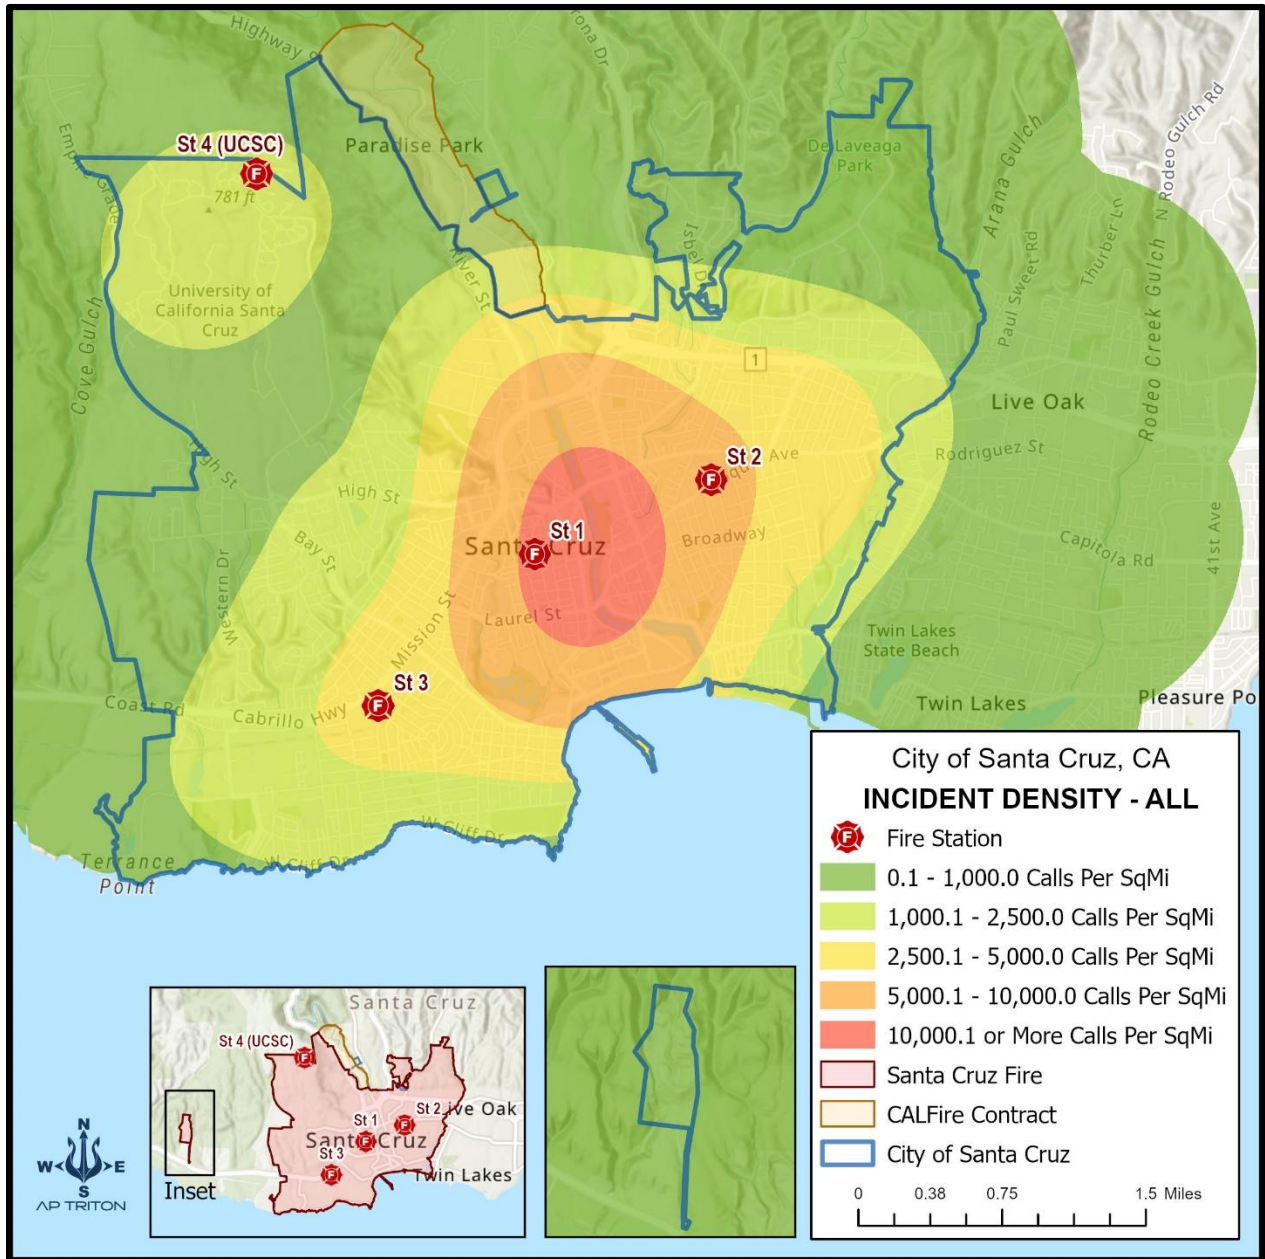 Highway 9
rona Dr
N Rodeo Gulch Rd
Empire Grade
St 4 (UCSC)
Paradise Park
De Laveaga
Park
Arana Gulch
781 ft
Isbel Dr
Paul Sweet Rd
Thurber Ln
Rodeo Creek Gulch
River St
University of
California Santa
Cruz
Cove Gulch
1
Live Oak
High St
High St
St 2
Ave
Rodriguez St
Bay St
St 1
Santa Cruz
Broadway
Capitola Rd
41st Ave
Western Dr
Mission St
Laurel St
Twin Lakes
State Beach
St 3
Coast Rd
Cabrillo Hwy
Twin Lakes
Pleasure Po
W Cliff Dr
W Cliff Dr
Terrance
Point
City of Santa Cruz, CA
INCIDENT DENSITY - ALL
F Fire Station
0.1 - 1,000.0 Calls Per SqMi
1,000.1 - 2,500.0 Calls Per SqMi
2,500.1 - 5,000.0 Calls Per SqMi
5,000.1 - 10,000.0 Calls Per SqMi
10,000.1 or More Calls Per SqMi
Santa Cruz Fire
CALFire Contract
City of Santa Cruz
0 0.38 0.75 1.5 Miles
Santa Cruz
St 4 (UCSC)
St 2
ive Oak
St 1
Santa Cruz
St 3
Twin Lakes
Inset
N
W E
S
AP TRITON